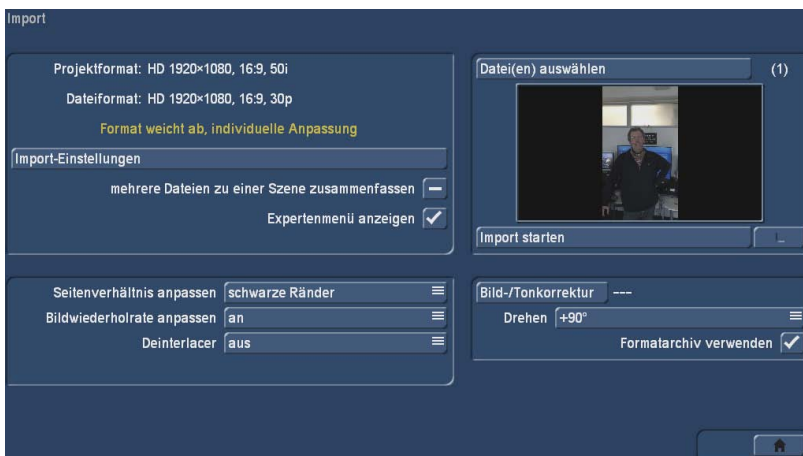 Import
Projektformat: HD 1920×1080, 16:9, 50i
Dateiformat: HD 1920×1080, 16:9, 30p
Format weicht ab, individuelle Anpassung
Import-Einstellungen
mehrere Dateien zu einer Szene zusammenfassen
Expertenmenü anzeigen
Datei(en) auswählen (1)
Import starten
Seitenverhältnis anpassen schwarze Ränder
Bildwiederholrate anpassen an
Deinterlacer aus
Bild-/Tonkorrektur ---
Drehen +90°
Formatarchiv verwenden